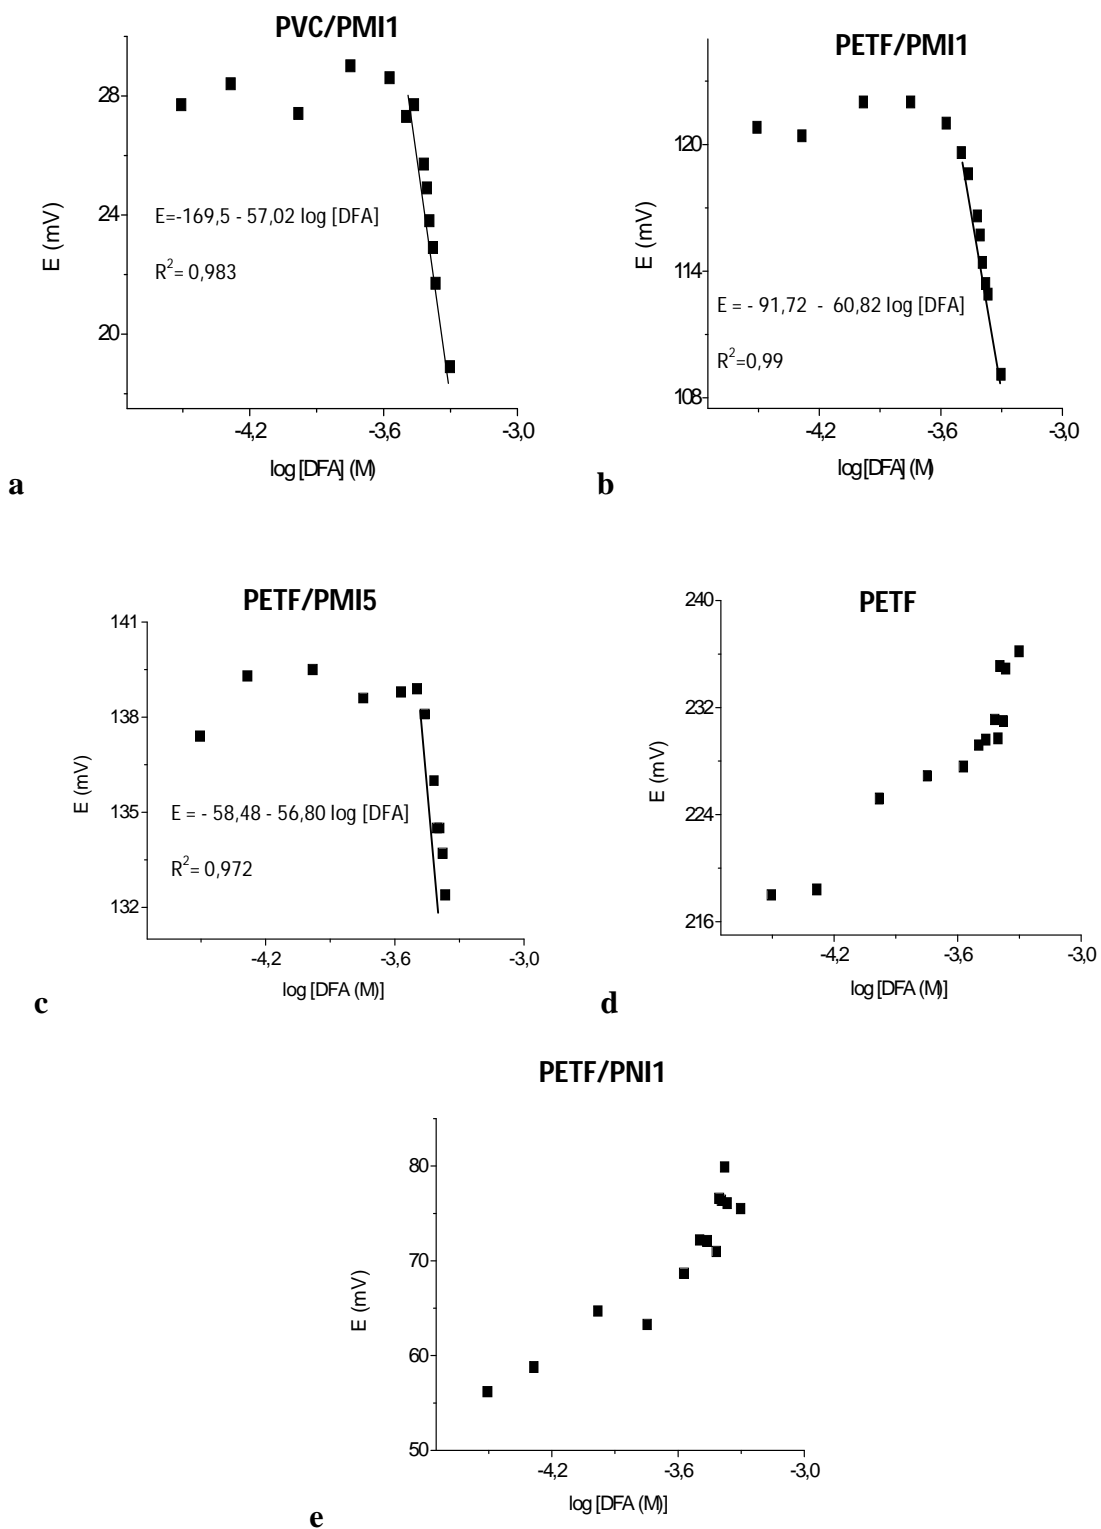 PVC/PMI1
28
24
20
E (mV)
E=-169,5 - 57,02 log [DFA]
R²= 0,983
-4,2 -3,6 -3,0
log [DFA] (M)
a
PETF/PMI1
120
114
108
E (mV)
E = - 91,72 - 60,82 log [DFA]
R²=0,99
-4,2 -3,6 -3,0
log [DFA] (M)
b
PETF/PMI5
141
138
135
132
E (mV)
E = - 58,48 - 56,80 log [DFA]
R²= 0,972
-4,2 -3,6 -3,0
log [DFA (M)]
c
PETF
240
232
224
216
E (mV)
-4,2 -3,6 -3,0
log [DFA (M)]
d
PETF/PNI1
80
70
60
50
E (mV)
-4,2 -3,6 -3,0
log [DFA (M)]
e